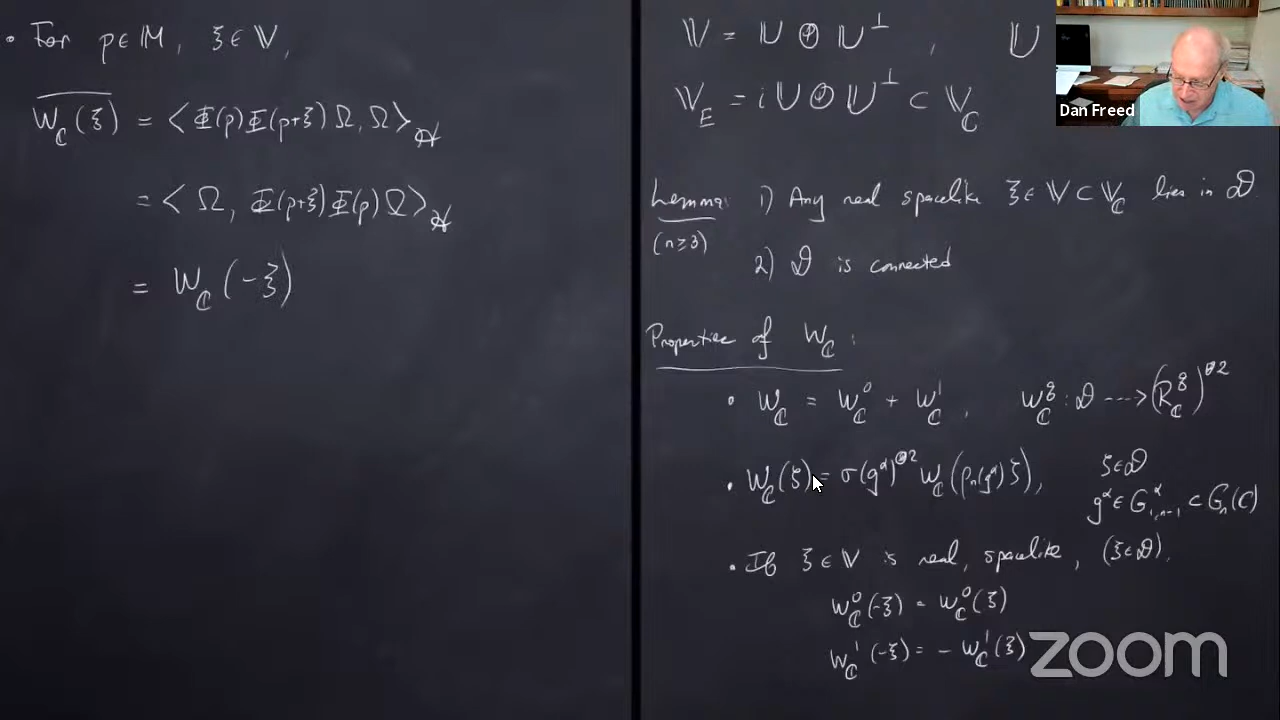 • For p ∈ 𝕄, ξ ∈ 𝕍,
\overline{W_ℂ(ξ)} = ⟨Φ(p)Φ(p+ξ)Ω, Ω⟩_ℋ
= ⟨Ω, Φ(p+ξ)Φ(p)Ω⟩_ℋ
= W_ℂ(-ξ)
𝕍 = 𝕌 ⊕ 𝕌^⊥ , 𝕌
𝕍_E = i𝕌 ⊕ 𝕌^⊥ ⊂ 𝕍_ℂ
Lemma: 1) Any real spacelike ξ ∈ 𝕍 ⊂ 𝕍_ℂ lies in 𝒟
(n≥3)
2) 𝒟 is connected
Properties of W_ℂ:
• W_ℂ = W_ℂ^0 + W_ℂ^1 , W_ℂ^q : 𝒟 ---> (R_ℂ^q)^{⊗2}
• W_ℂ(ζ) = σ(g^α)^{⊗2} W_ℂ(ρ_n(g^α)ζ), ζ ∈ 𝒟
g^α ∈ G^α_{1,n-1} ⊂ G_n(ℂ)
• If ξ ∈ 𝕍 is real, spacelike, (ξ ∈ 𝒟),
W_ℂ^0(-ξ) = W_ℂ^0(ξ)
W_ℂ^1(-ξ) = - W_ℂ^1(ξ)
Dan Freed
zoom